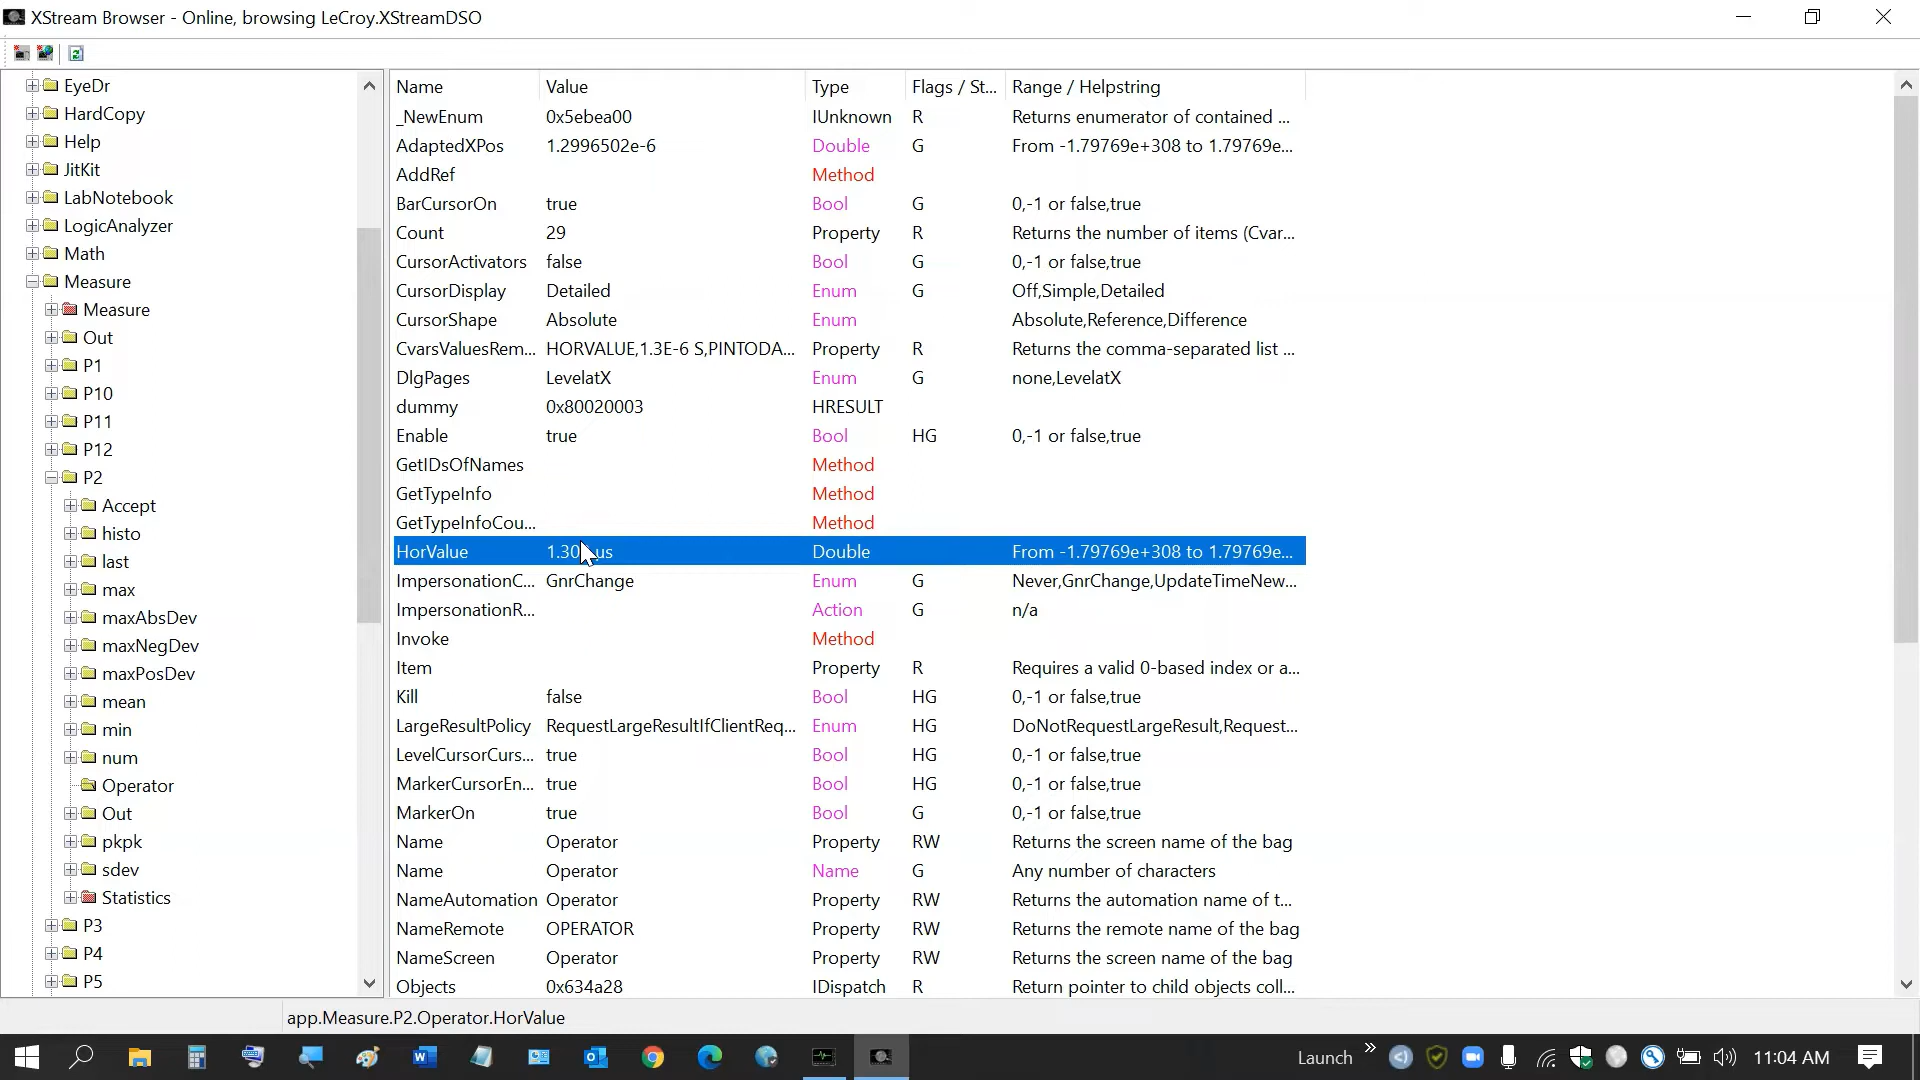 XStream Browser - Online, browsing LeCroy.XStreamDSO
EyeDr
HardCopy
Help
JitKit
LabNotebook
LogicAnalyzer
Math
Measure
Measure
Out
P1
P10
P11
P12
P2
Accept
histo
last
max
maxAbsDev
maxNegDev
maxPosDev
mean
min
num
Operator
Out
pkpk
sdev
Statistics
P3
P4
P5
Name Value Type Flags / St... Range / Helpstring
_NewEnum 0x5ebea00 IUnknown R Returns enumerator of contained ...
AdaptedXPos 1.2996502e-6 Double G From -1.79769e+308 to 1.79769e...
AddRef Method
BarCursorOn true Bool G 0,-1 or false,true
Count 29 Property R Returns the number of items (Cvar...
CursorActivators false Bool G 0,-1 or false,true
CursorDisplay Detailed Enum G Off,Simple,Detailed
CursorShape Absolute Enum Absolute,Reference,Difference
CvarsValuesRem... HORVALUE,1.3E-6 S,PINTODA... Property R Returns the comma-separated list ...
DlgPages LevelatX Enum G none,LevelatX
dummy 0x80020003 HRESULT
Enable true Bool HG 0,-1 or false,true
GetIDsOfNames Method
GetTypeInfo Method
GetTypeInfoCou... Method
HorValue us Double From -1.79769e+308 to 1.79769e...
ImpersonationC... GnrChange Enum G Never,GnrChange,UpdateTimeNew...
ImpersonationR... Action G n/a
Invoke Method
Item Property R Requires a valid 0-based index or a...
Kill false Bool HG 0,-1 or false,true
LargeResultPolicy RequestLargeResultIfClientReq... Enum HG DoNotRequestLargeResult,Request...
LevelCursorCurs... true Bool HG 0,-1 or false,true
MarkerCursorEn... true Bool HG 0,-1 or false,true
MarkerOn true Bool G 0,-1 or false,true
Name Operator Property RW Returns the screen name of the bag
Name Operator Name G Any number of characters
NameAutomation Operator Property RW Returns the automation name of t...
NameRemote OPERATOR Property RW Returns the remote name of the bag
NameScreen Operator Property RW Returns the screen name of the bag
Objects 0x634a28 IDispatch R Return pointer to child objects coll...
app.Measure.P2.Operator.HorValue
Launch 11:04 AM